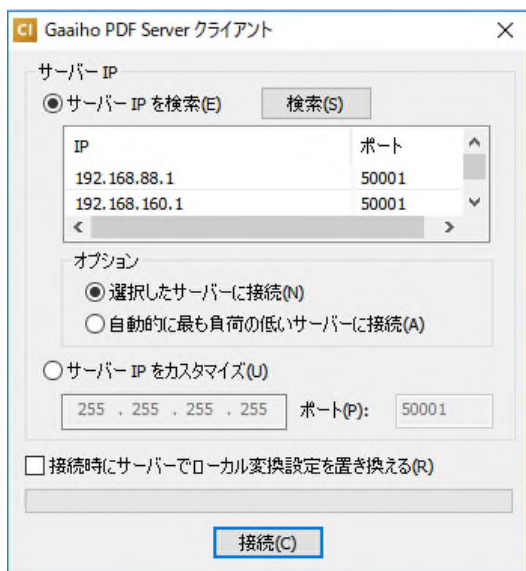 CI Gaaiho PDF Server クライアント
サーバー IP
サーバー IP を検索(E) 検索(S)
IP ポート
192.168.88.1 50001
192.168.160.1 50001
オプション
選択したサーバーに接続(N)
自動的に最も負荷の低いサーバーに接続(A)
サーバー IP をカスタマイズ(U)
255 . 255 . 255 . 255 ポート(P): 50001
接続時にサーバーでローカル変換設定を置き換える(R)
接続(C)